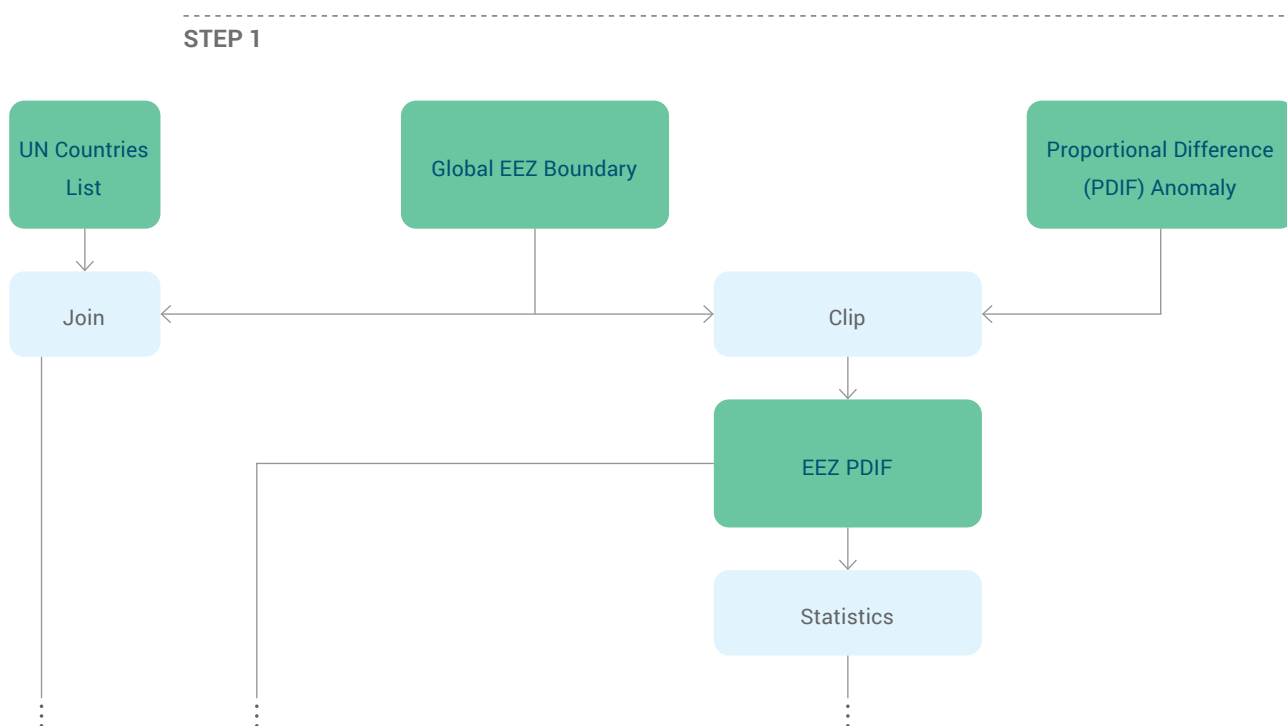 STEP 1
UN Countries
List
Global EEZ Boundary
Proportional Difference
(PDIF) Anomaly
Join
Clip
EEZ PDIF
Statistics